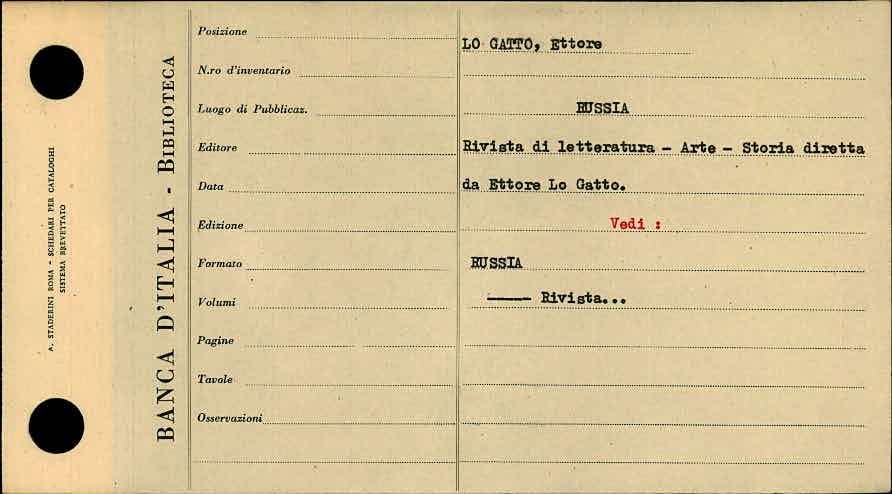 A. STADERINI ROMA - SCHEDARI PER CATALOGHI
SISTEMA BREVETTATO
BANCA D'ITALIA - BIBLIOTECA
Posizione
N.ro d'inventario
Luogo di Pubblicaz.
Editore
Data
Edizione
Formato
Volumi
Pagine
Tavole
Osservazioni
LO GATTO, Ettore
RUSSIA
Rivista di letteratura - Arte - Storia diretta
da Ettore Lo Gatto.
Vedi :
RUSSIA
—— Rivista...